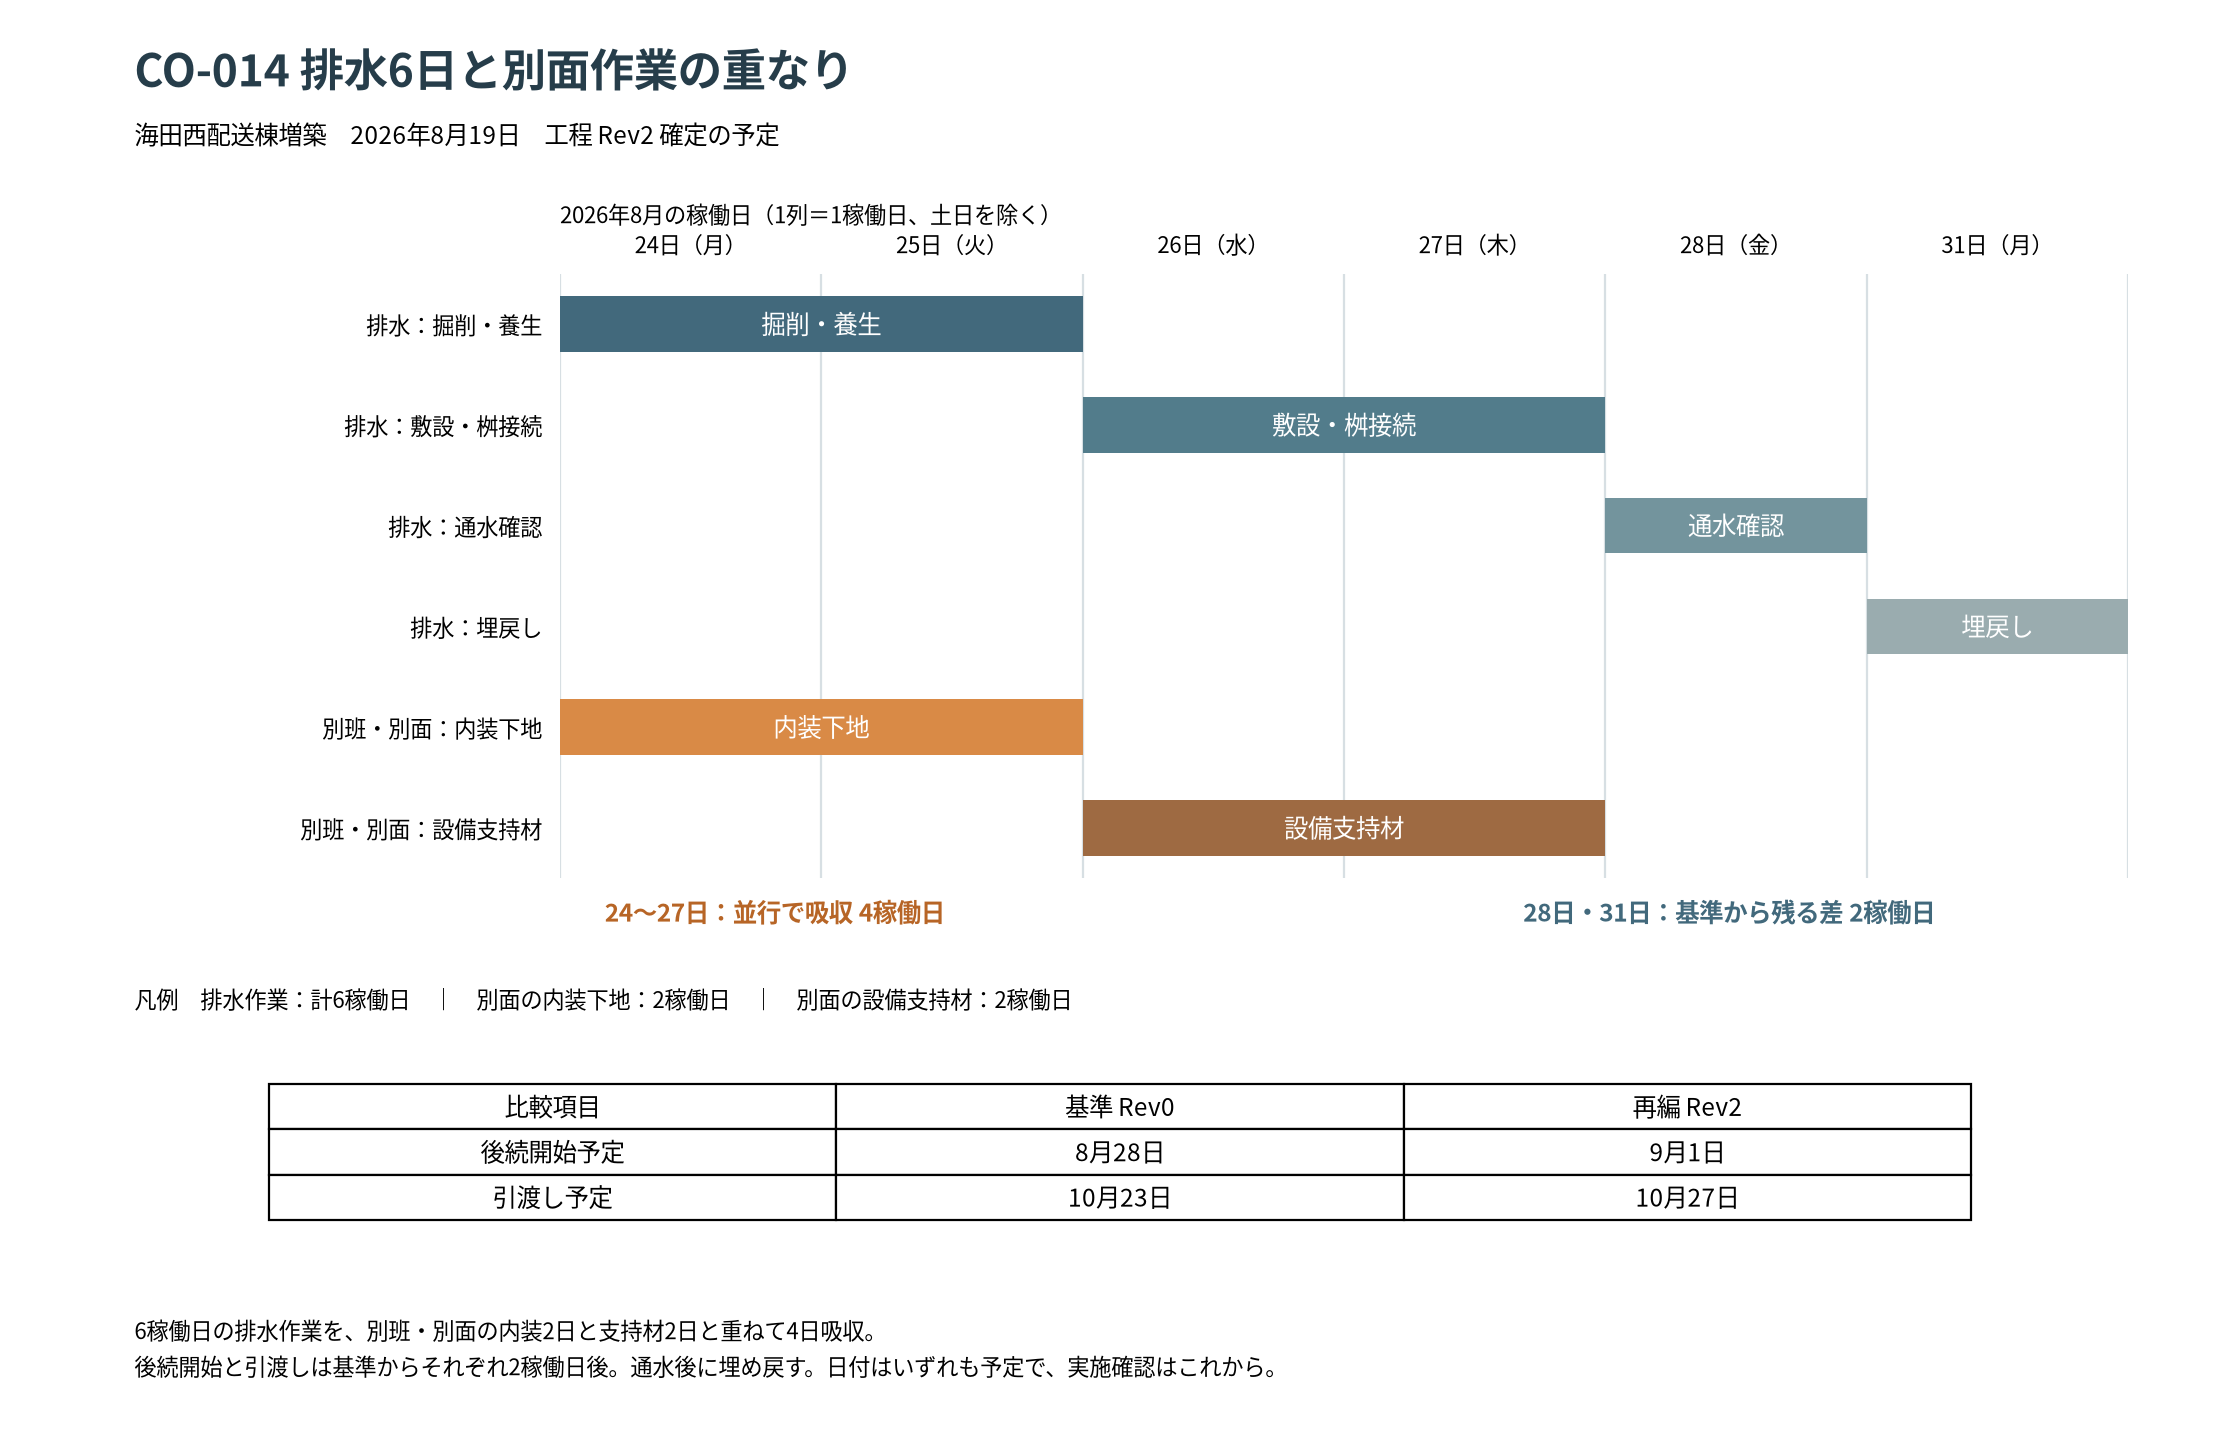 CO-014 排水6日と別面作業の重なり
海田西配送棟増築　2026年8月19日　工程 Rev2 確定の予定
2026年8月の稼働日（1列＝1稼働日、土日を除く）
24日（月）　25日（火）　26日（水）　27日（木）　28日（金）　31日（月）
排水：掘削・養生　掘削・養生
排水：敷設・桝接続　敷設・桝接続
排水：通水確認　通水確認
排水：埋戻し　埋戻し
別班・別面：内装下地　内装下地
別班・別面：設備支持材　設備支持材
24～27日：並行で吸収 4稼働日　28日・31日：基準から残る差 2稼働日
凡例　排水作業：計6稼働日　｜　別面の内装下地：2稼働日　｜　別面の設備支持材：2稼働日
比較項目　基準 Rev0　再編 Rev2
後続開始予定　8月28日　9月1日
引渡し予定　10月23日　10月27日
6稼働日の排水作業を、別班・別面の内装2日と支持材2日と重ねて4日吸収。
後続開始と引渡しは基準からそれぞれ2稼働日後。通水後に埋め戻す。日付はいずれも予定で、実施確認はこれから。